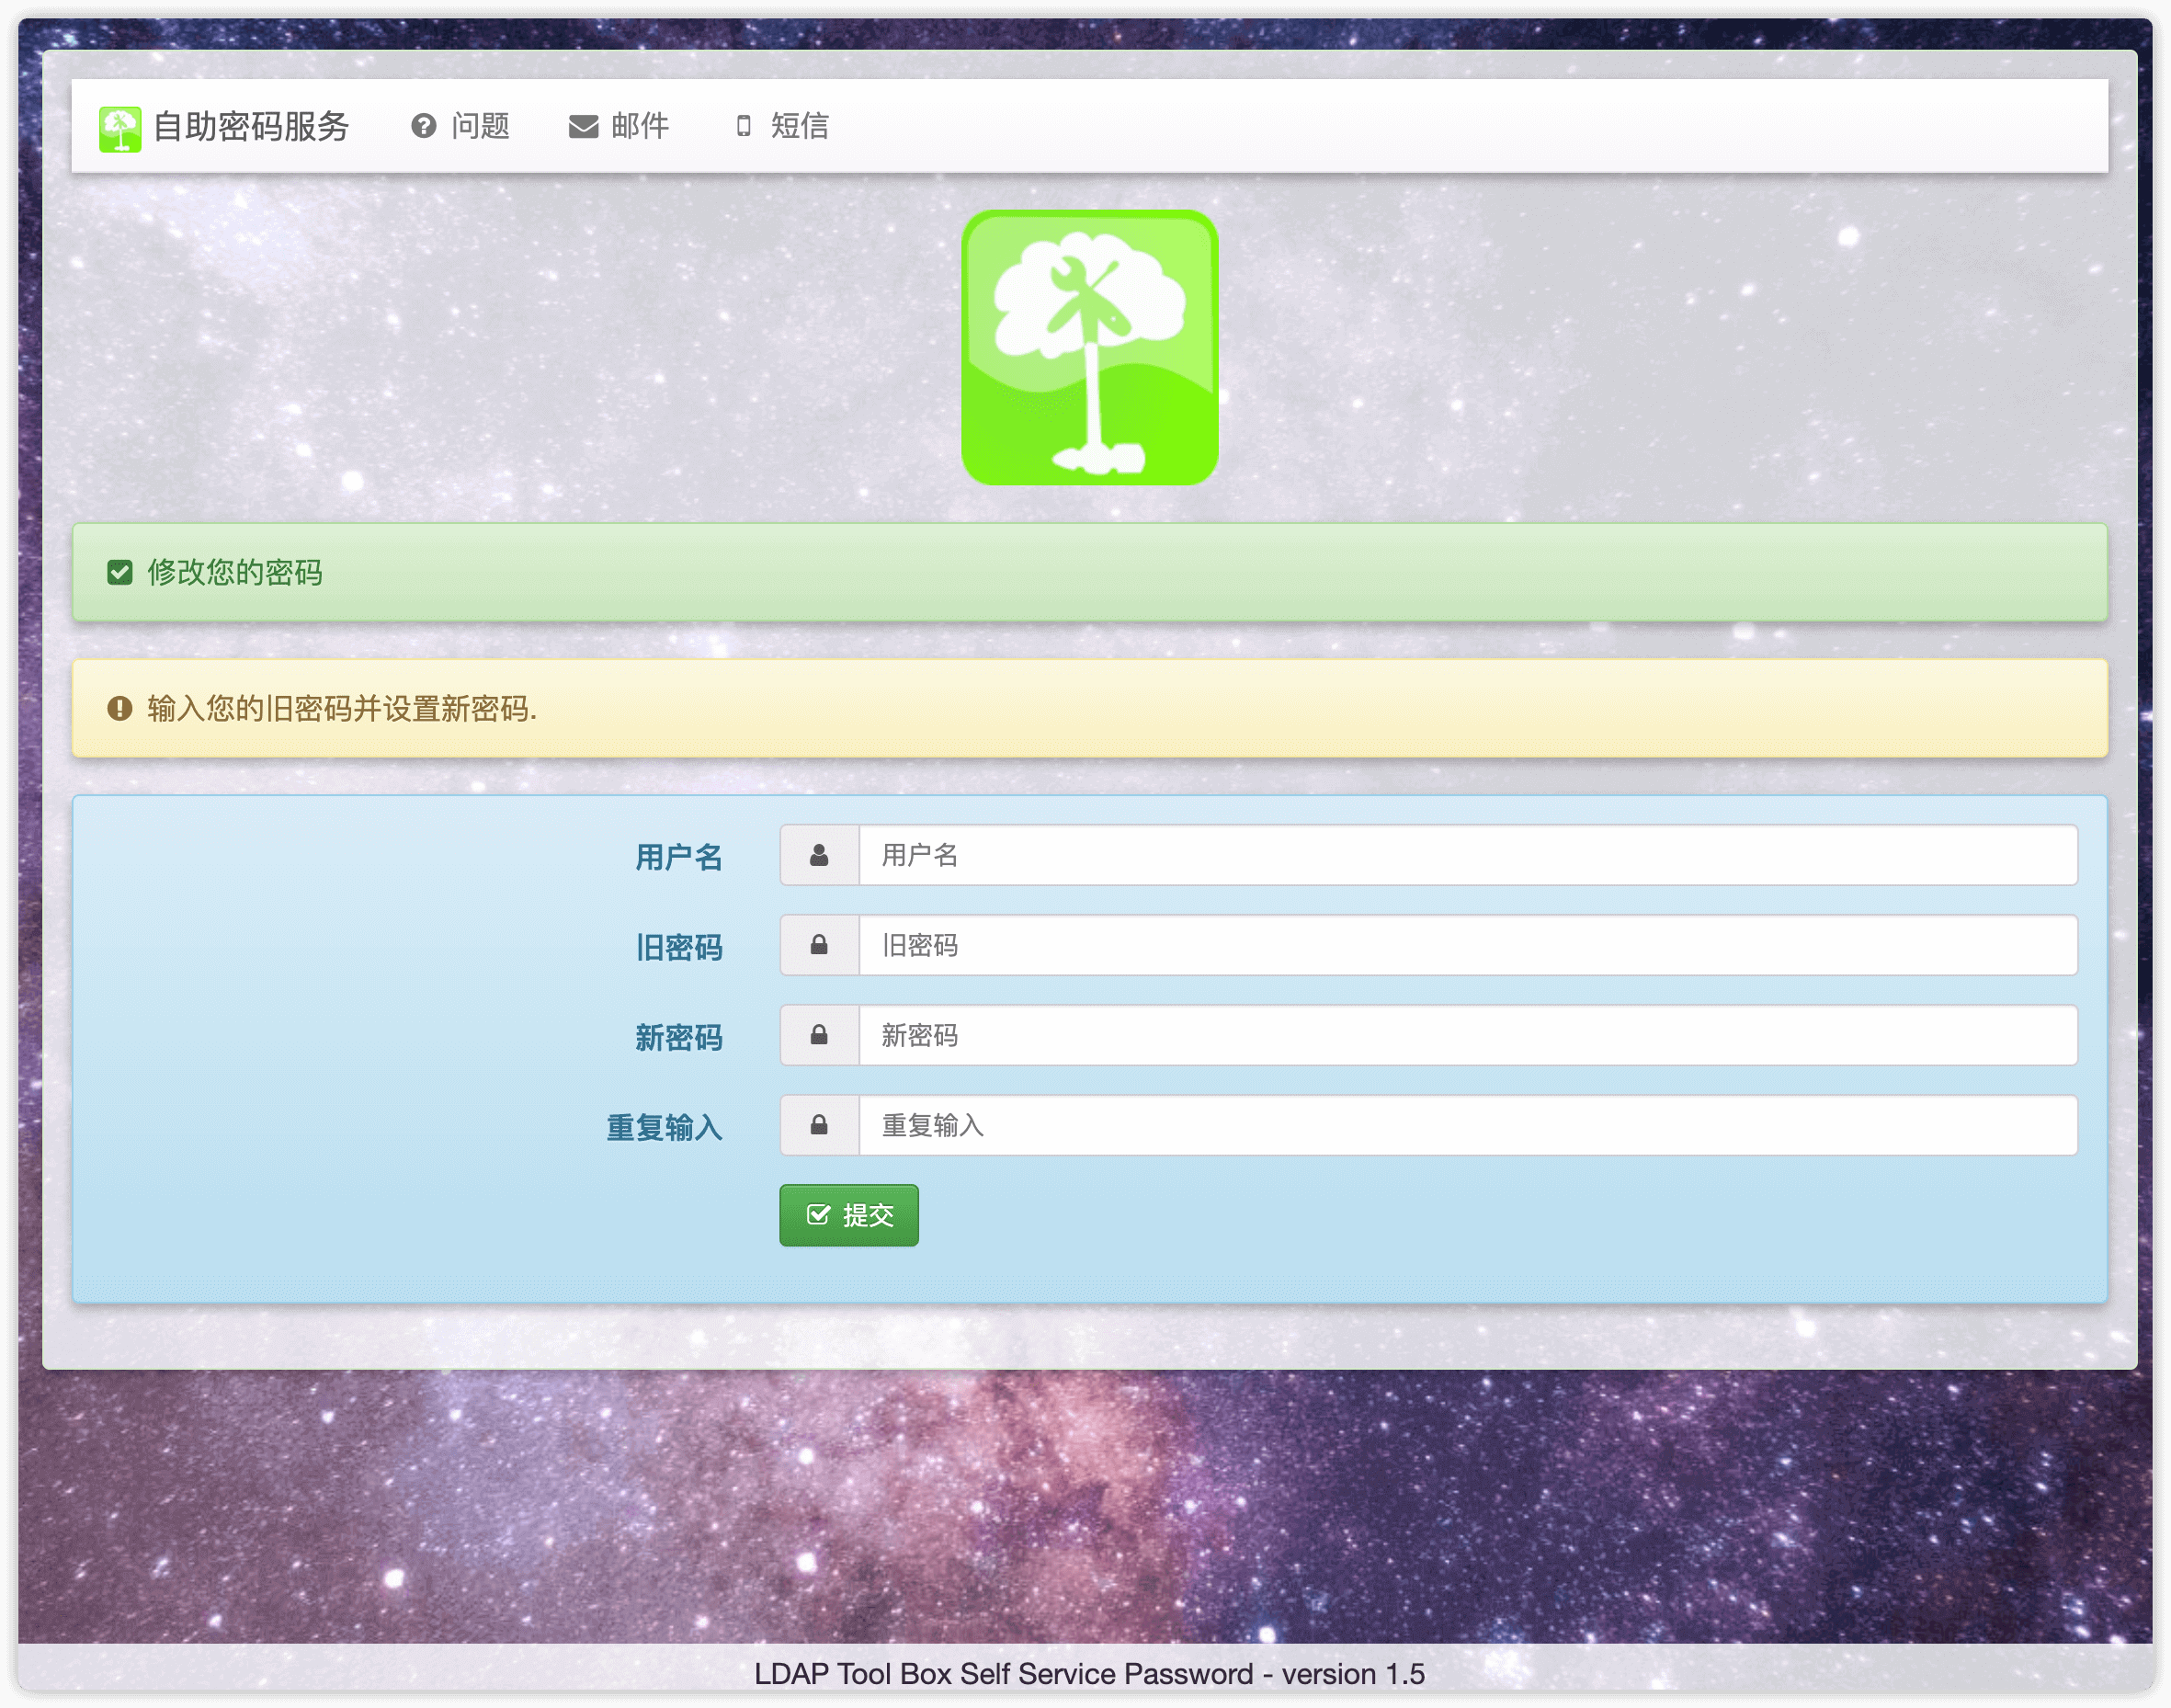 自助密码服务 问题 邮件 短信
修改您的密码
输入您的旧密码并设置新密码.
用户名 用户名
旧密码 旧密码
新密码 新密码
重复输入 重复输入
提交
LDAP Tool Box Self Service Password - version 1.5